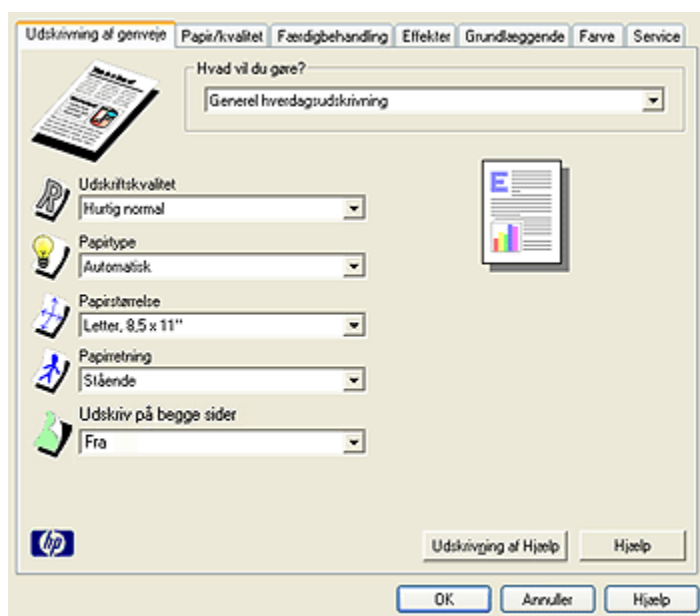 Udskrivning af genveje Papir/kvalitet Færdigbehandling Effekter Grundlæggende Farve Service
Hvad vil du gøre?
Generel hverdagsudskrivning
Udskriftskvalitet
Hurtig normal
Papirtype
Automatisk
Papirstørrelse
Letter, 8,5 x 11"
Papirretning
Stående
Udskriv på begge sider
Fra
hp
Udskrivning af Hjælp Hjælp
OK Annuller Hjælp